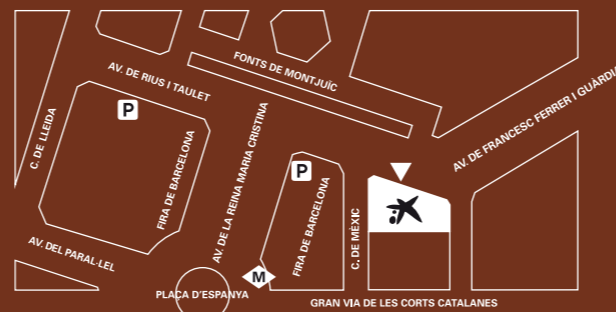 FONTS DE MONTJUÏC
AV. DE RIUS I TAULET
AV. DE FRANCESC FERRER I GUÀRDIA
P
C. DE LLEIDA
FIRA DE BARCELONA
AV. DE LA REINA MARIA CRISTINA
P
FIRA DE BARCELONA
C. DE MÈXIC
AV. DEL PARAL·LEL
M
PLAÇA D'ESPANYA
GRAN VIA DE LES CORTS CATALANES